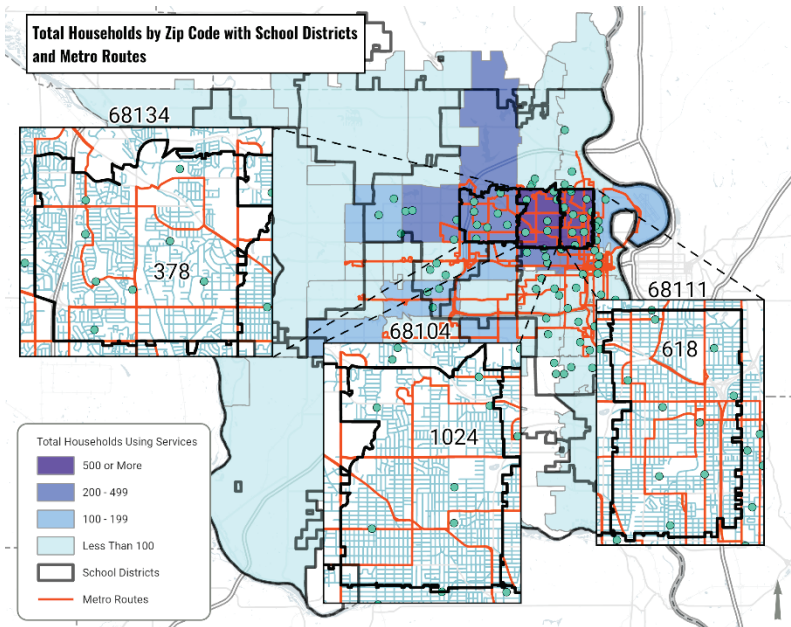 Total Households by Zip Code with School Districts
and Metro Routes
68134
378
68111
618
68104
1024
Total Households Using Services
500 or More
200 - 499
100 - 199
Less Than 100
School Districts
Metro Routes